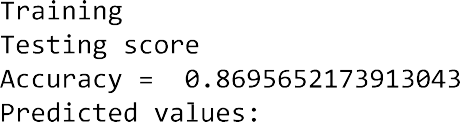 Training
Testing score
Accuracy =  0.8695652173913043
Predicted values: